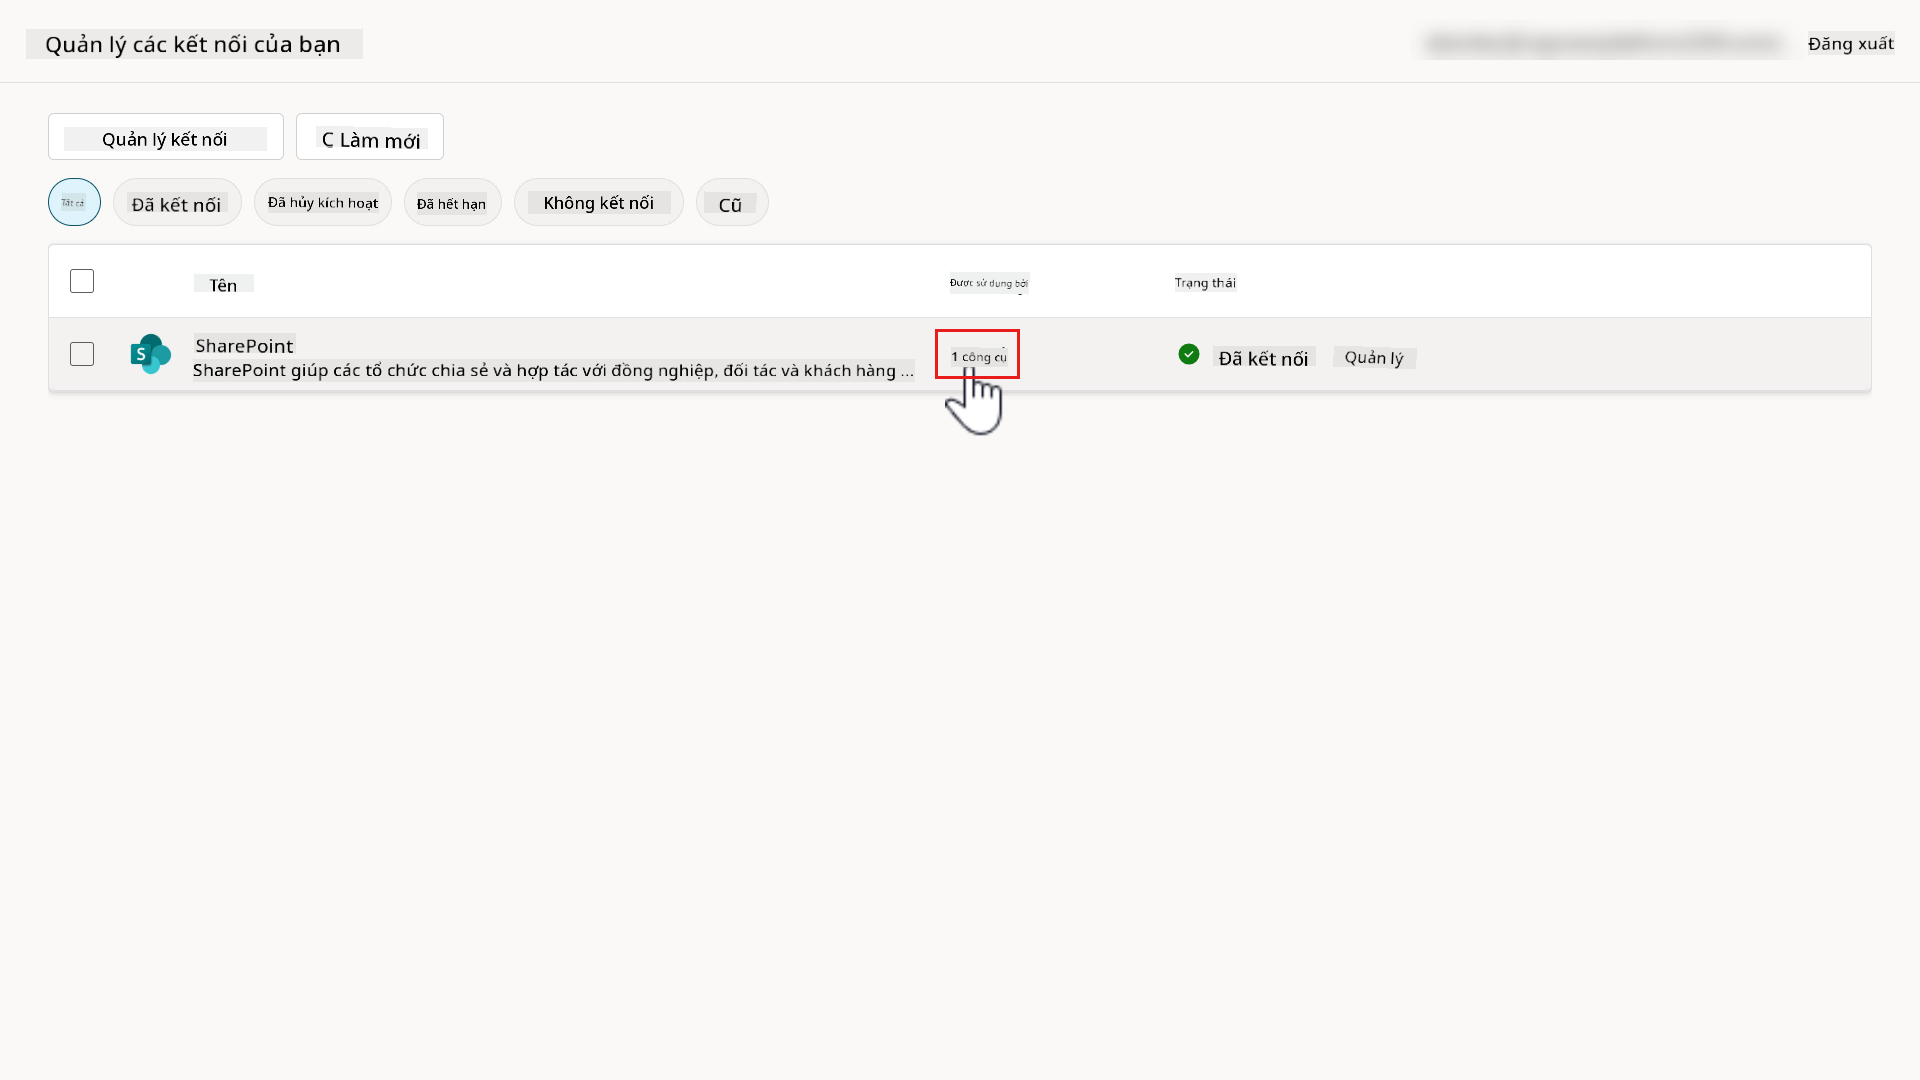 Quản lý các kết nối của bạn
Đăng xuất
Quản lý kết nối
C Làm mới
Tất cả
Đã kết nối
Đã hủy kích hoạt
Đã hết hạn
Không kết nối
Cũ
Tên
Được sử dụng bởi
Trạng thái
S
SharePoint
SharePoint giúp các tổ chức chia sẻ và hợp tác với đồng nghiệp, đối tác và khách hàng ...
1 công cụ
Đã kết nối
Quản lý